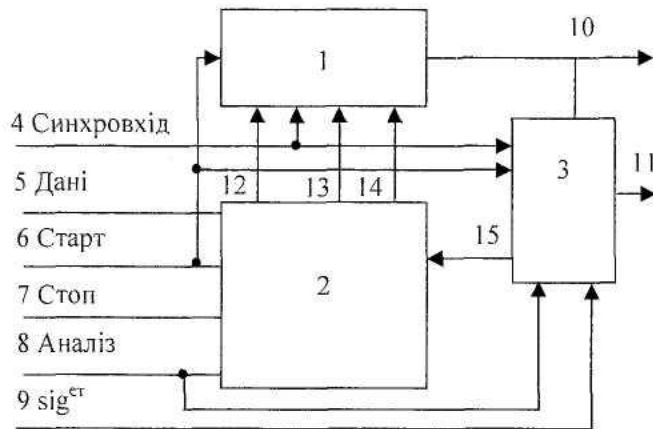 10
1
4 Синхровхід
11
3
5 Дані
12
13
14
6 Старт
15
2
7 Стоп
8 Аналіз
9 sigет